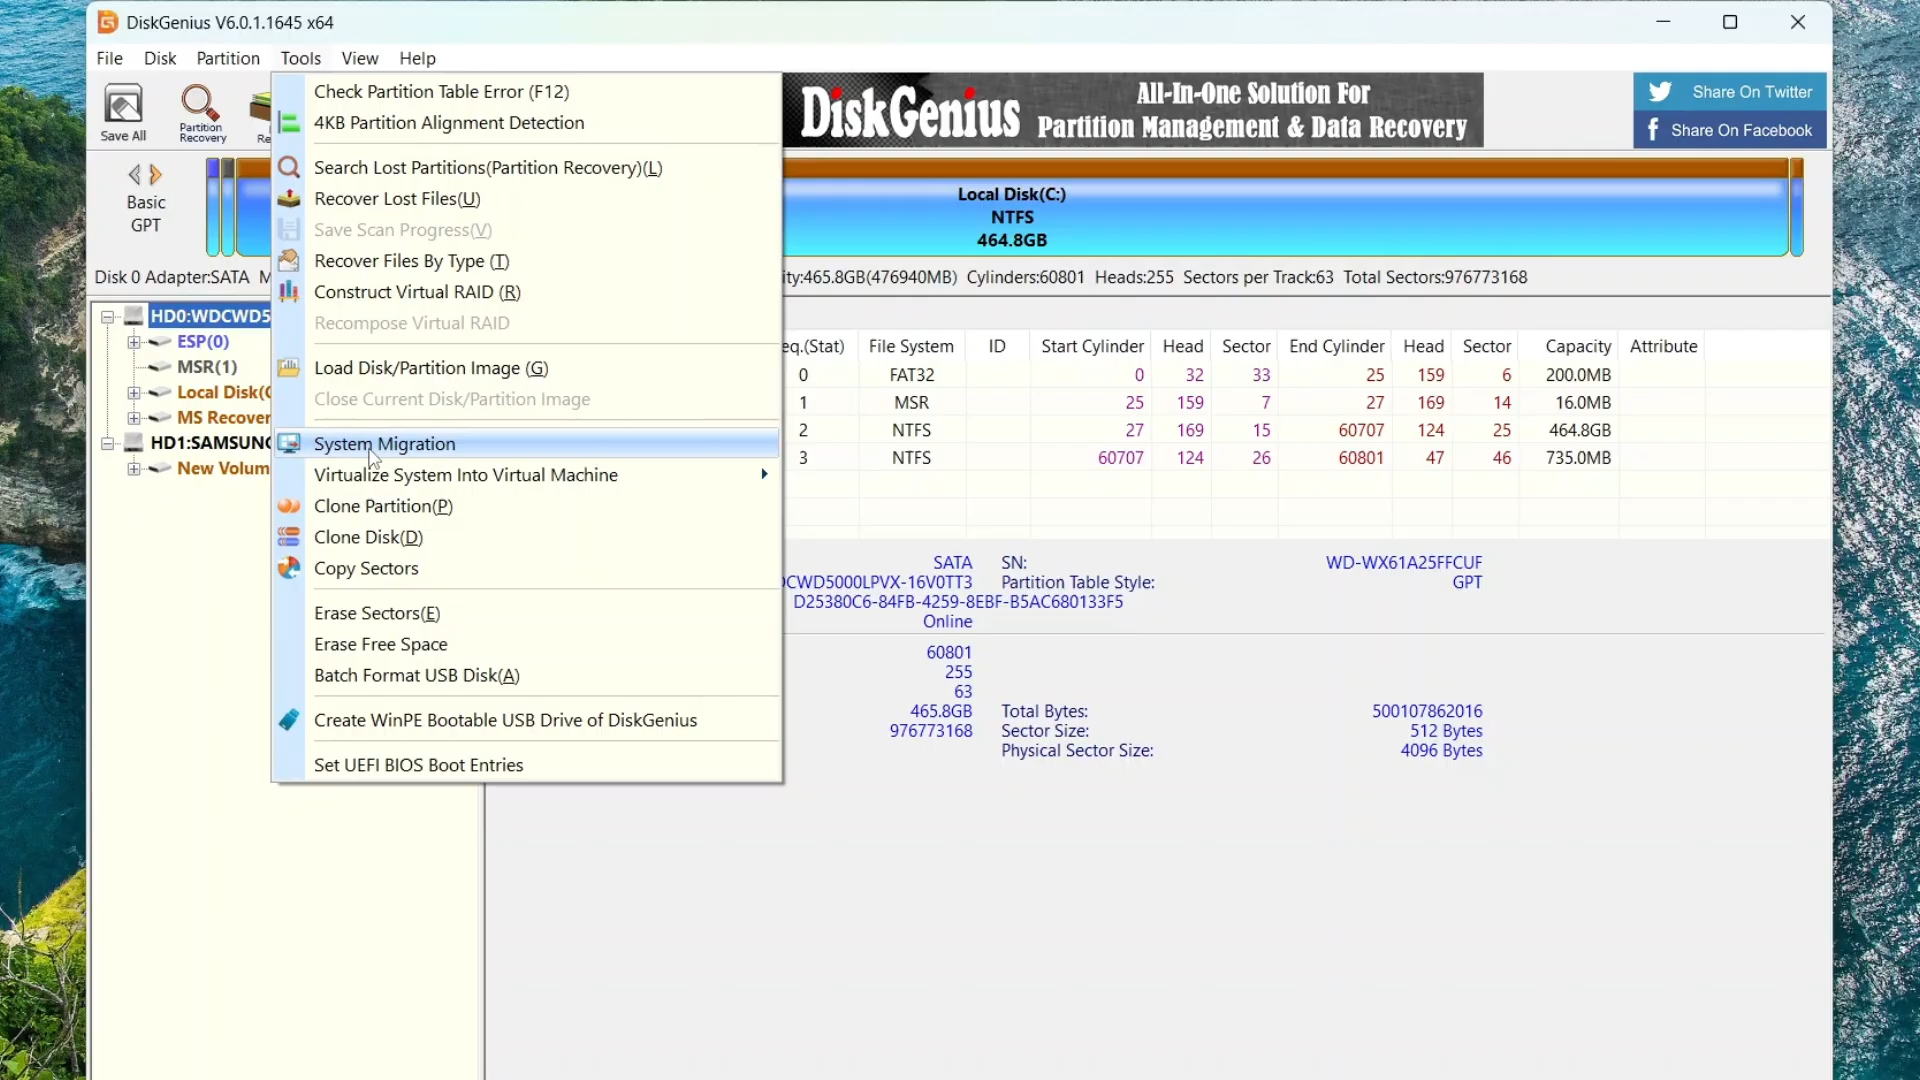 DiskGenius V6.0.1.1645 x64
File Disk Partition Tools View Help
Save All
Partition
Recovery
Check Partition Table Error (F12)
4KB Partition Alignment Detection
Search Lost Partitions(Partition Recovery)(L)
Recover Lost Files(U)
Save Scan Progress(V)
Recover Files By Type (T)
Construct Virtual RAID (R)
Recompose Virtual RAID
Load Disk/Partition Image (G)
Close Current Disk/Partition Image
System Migration
Virtualize System Into Virtual Machine
Clone Partition(P)
Clone Disk(D)
Copy Sectors
Erase Sectors(E)
Erase Free Space
Batch Format USB Disk(A)
Create WinPE Bootable USB Drive of DiskGenius
Set UEFI BIOS Boot Entries
DiskGenius
All-In-One Solution For
Partition Management & Data Recovery
Share On Twitter
Share On Facebook
Basic
GPT
Local Disk(C:)
NTFS
464.8GB
Disk 0 Adapter:SATA M
ity:465.8GB(476940MB) Cylinders:60801 Heads:255 Sectors per Track:63 Total Sectors:976773168
HD0:WDCWD5
ESP(0)
MSR(1)
Local Disk(C
MS Recover
HD1:SAMSUNG
New Volum
eq.(Stat) File System ID Start Cylinder Head Sector End Cylinder Head Sector Capacity Attribute
0 FAT32 0 32 33 25 159 6 200.0MB
1 MSR 25 159 7 27 169 14 16.0MB
2 NTFS 27 169 15 60707 124 25 464.8GB
3 NTFS 60707 124 26 60801 47 46 735.0MB
SATA SN: WD-WX61A25FFCUF
CWD5000LPVX-16V0TT3 Partition Table Style: GPT
D25380C6-84FB-4259-8EBF-B5AC680133F5
Online
60801
255
63
465.8GB Total Bytes: 500107862016
976773168 Sector Size: 512 Bytes
Physical Sector Size: 4096 Bytes